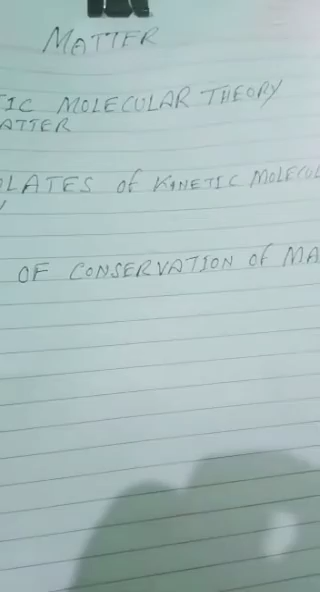 MATTER
TIC MOLECULAR THEORY
ATTER
LATES of KINETIC MOLECUL
OF CONSERVATION of MA